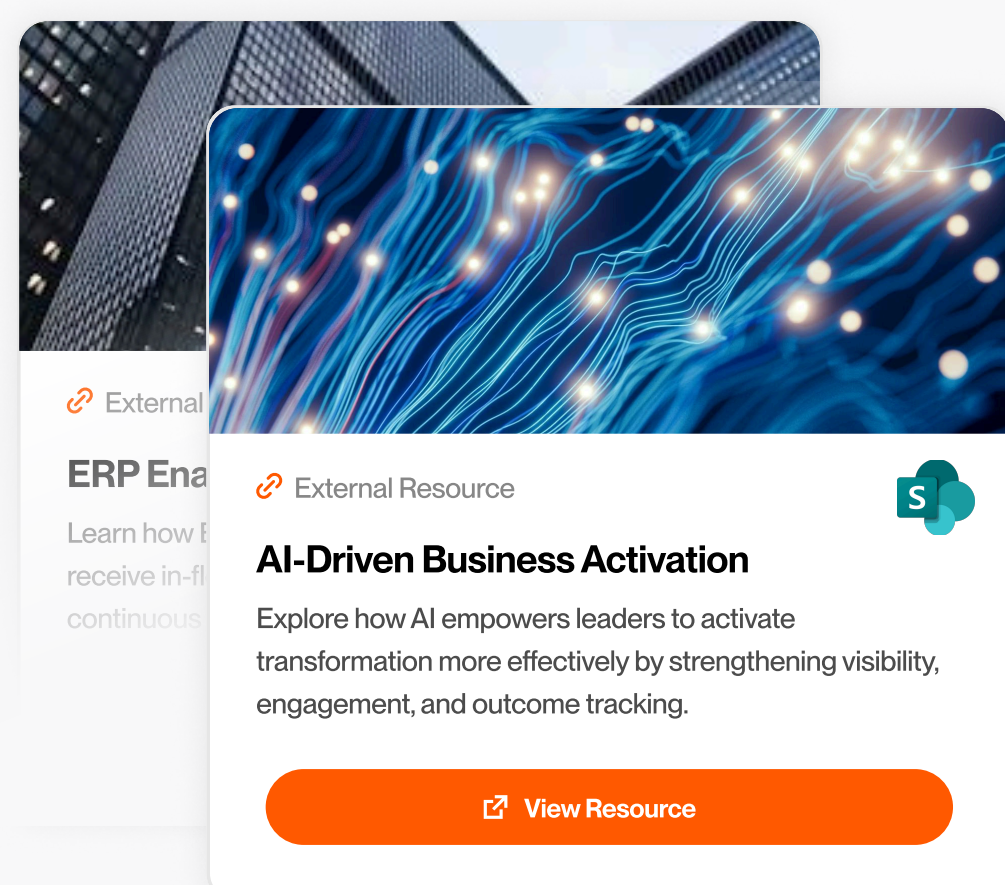 External
ERP Ena
Learn how E
receive in-fl
continuous
External Resource
S
AI-Driven Business Activation
Explore how AI empowers leaders to activate
transformation more effectively by strengthening visibility,
engagement, and outcome tracking.
View Resource